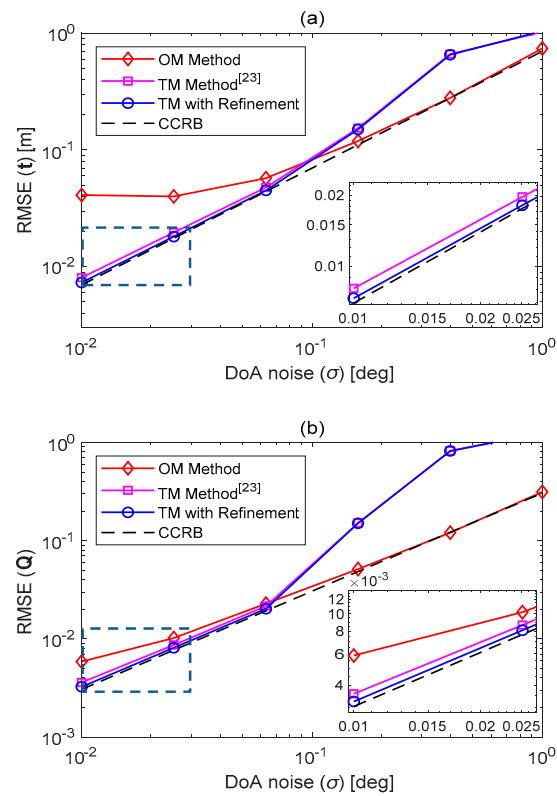 (a)
10^0
10^-1
10^-2
RMSE (t) [m]
OM Method
TM Method[23]
TM with Refinement
CCRB
0.02
0.015
0.01
0.01 0.015 0.02 0.025
10^-2 10^-1 10^0
DoA noise (σ) [deg]
(b)
10^0
10^-1
10^-2
10^-3
RMSE (Q)
OM Method
TM Method[23]
TM with Refinement
CCRB
× 10^-3
12
10
8
6
4
0.01 0.015 0.02 0.025
10^-2 10^-1 10^0
DoA noise (σ) [deg]